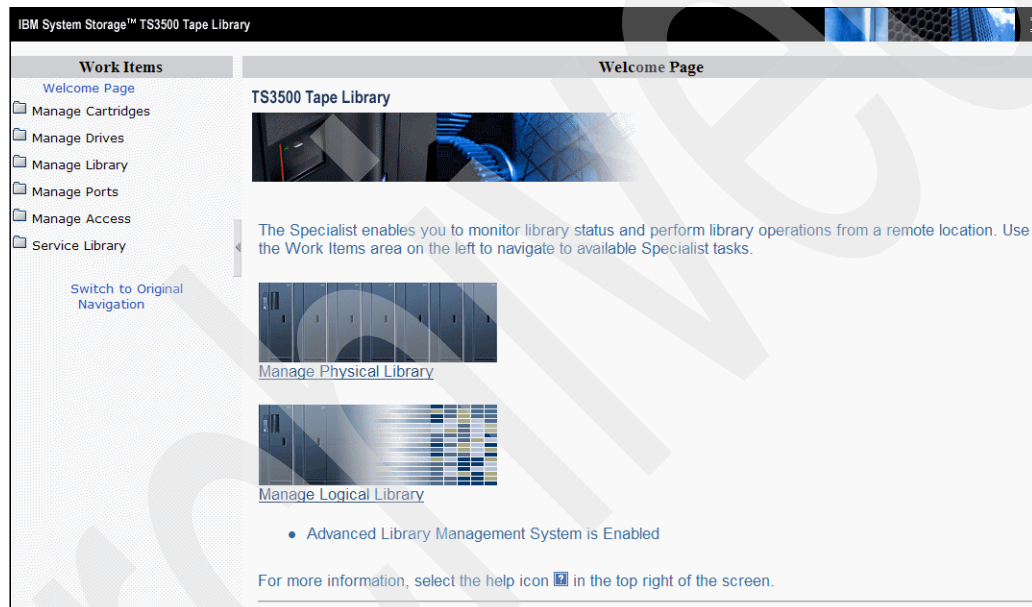 IBM System Storage™ TS3500 Tape Library
Work Items
Welcome Page
Manage Cartridges
Manage Drives
Manage Library
Manage Ports
Manage Access
Service Library
Switch to Original
Navigation
Welcome Page
TS3500 Tape Library
The Specialist enables you to monitor library status and perform library operations from a remote location. Use
the Work Items area on the left to navigate to available Specialist tasks.
Manage Physical Library
Manage Logical Library
• Advanced Library Management System is Enabled
For more information, select the help icon ? in the top right of the screen.